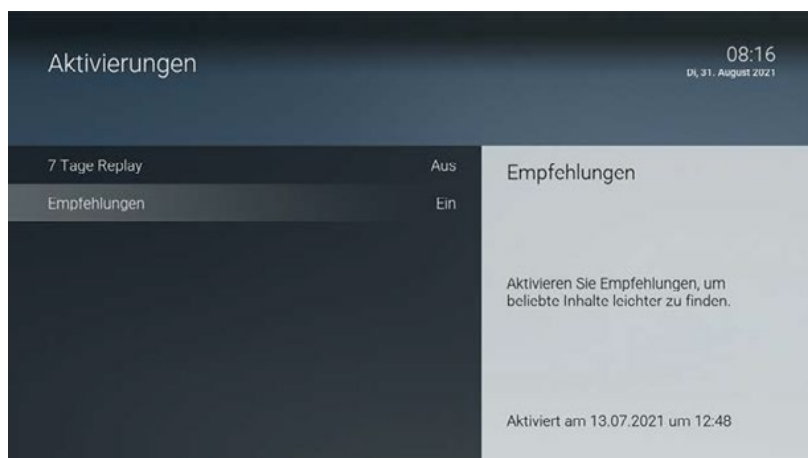 Aktivierungen
08:16
Di, 31. August 2021
7 Tage Replay Aus
Empfehlungen Ein
Empfehlungen
Aktivieren Sie Empfehlungen, um
beliebte Inhalte leichter zu finden.
Aktiviert am 13.07.2021 um 12:48